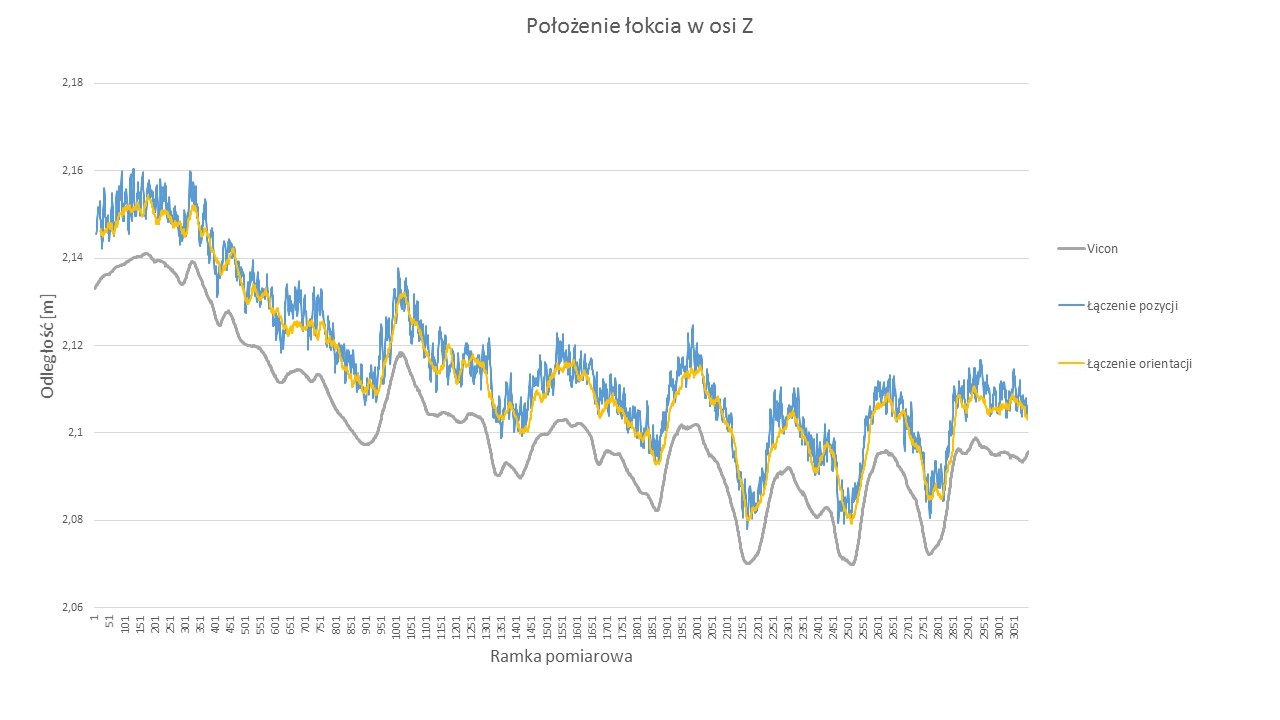 Położenie łokcia w osi Z
2,18
2,16
2,14
2,12
2,1
2,08
2,06
Odległość [m]
1 51 101 151 201 251 301 351 401 451 501 551 601 651 701 751 801 851 901 951 1001 1051 1101 1151 1201 1251 1301 1351 1401 1451 1501 1551 1601 1651 1701 1751 1801 1851 1901 1951 2001 2051 2101 2151 2201 2251 2301 2351 2401 2451 2501 2551 2601 2651 2701 2751 2801 2851 2901 2951 3001 3051
Ramka pomiarowa
Vicon
Łączenie pozycji
Łączenie orientacji